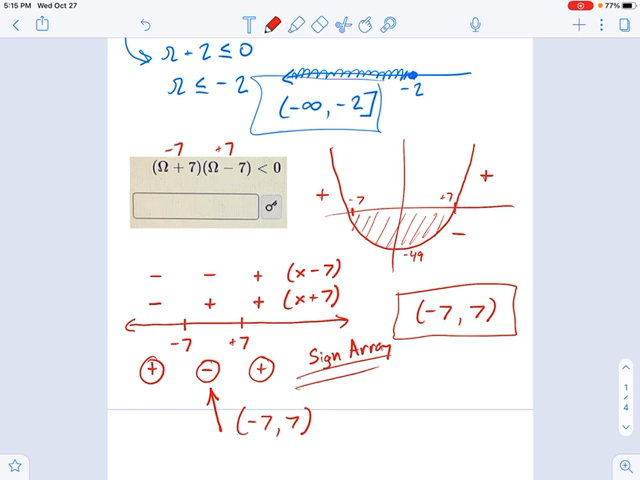 5:15 PM Wed Oct 27
77%
T
r + 2 ≤ 0
r ≤ -2
-2
(-∞, -2]
-7 +7
(Ω + 7)(Ω − 7) < 0
+ -7 +7 +
−
-49
− − + (x-7)
− + + (x+7)
-7 +7
(-7, 7)
+ − +
Sign Array
(-7, 7)
1
/
4